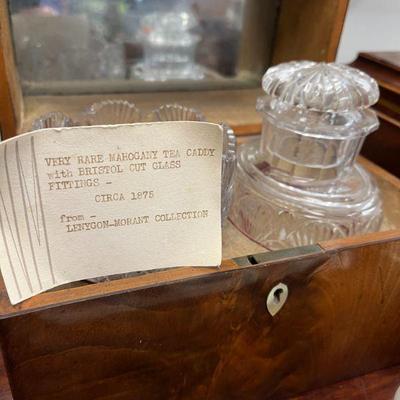 VERY RARE MAHOGANY TEA CADDY
with BRISTOL CUT GLASS
FITTINGS -
CIRCA 1875
from -
LENYGON-MORANT COLLECTION